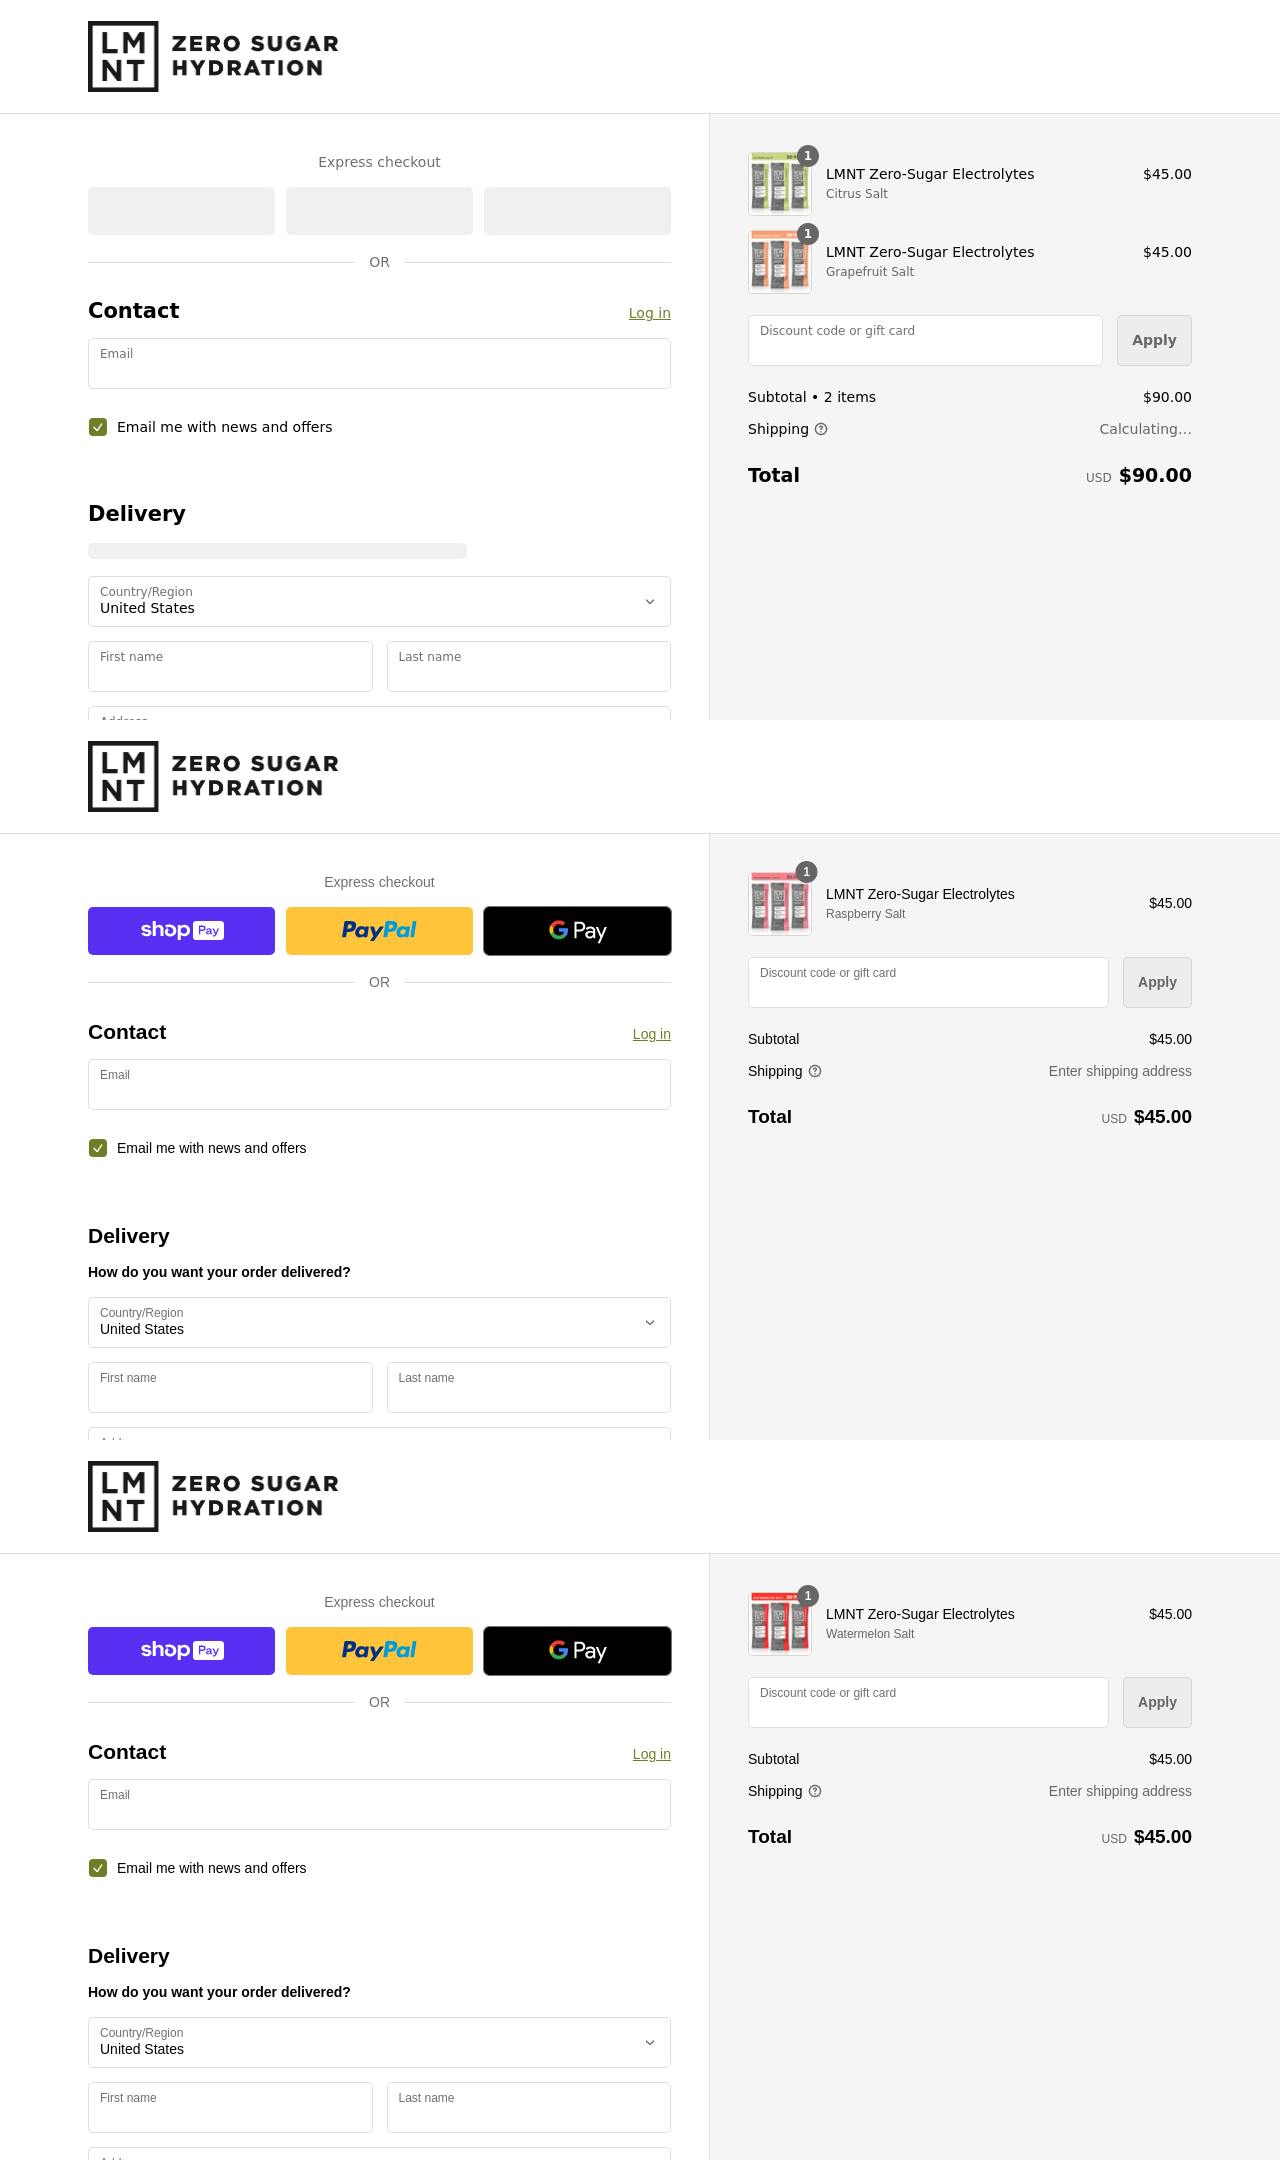 LM
NT
ZERO SUGAR
HYDRATION
Express checkout
OR
Contact
Log in
Email
Email me with news and offers
Delivery
Country/Region
United States
First name
Last name
1
LMNT Zero-Sugar Electrolytes
$45.00
Citrus Salt
1
LMNT Zero-Sugar Electrolytes
$45.00
Grapefruit Salt
Discount code or gift card
Apply
Subtotal • 2 items
$90.00
Shipping
Calculating...
Total
USD $90.00
LM
NT
ZERO SUGAR
HYDRATION
Express checkout
shop Pay
PayPal
G Pay
OR
Contact
Log in
Email
Email me with news and offers
Delivery
How do you want your order delivered?
Country/Region
United States
First name
Last name
1
LMNT Zero-Sugar Electrolytes
$45.00
Raspberry Salt
Discount code or gift card
Apply
Subtotal
$45.00
Shipping
Enter shipping address
Total
USD $45.00
LM
NT
ZERO SUGAR
HYDRATION
Express checkout
shop Pay
PayPal
G Pay
OR
Contact
Log in
Email
Email me with news and offers
Delivery
How do you want your order delivered?
Country/Region
United States
First name
Last name
1
LMNT Zero-Sugar Electrolytes
$45.00
Watermelon Salt
Discount code or gift card
Apply
Subtotal
$45.00
Shipping
Enter shipping address
Total
USD $45.00